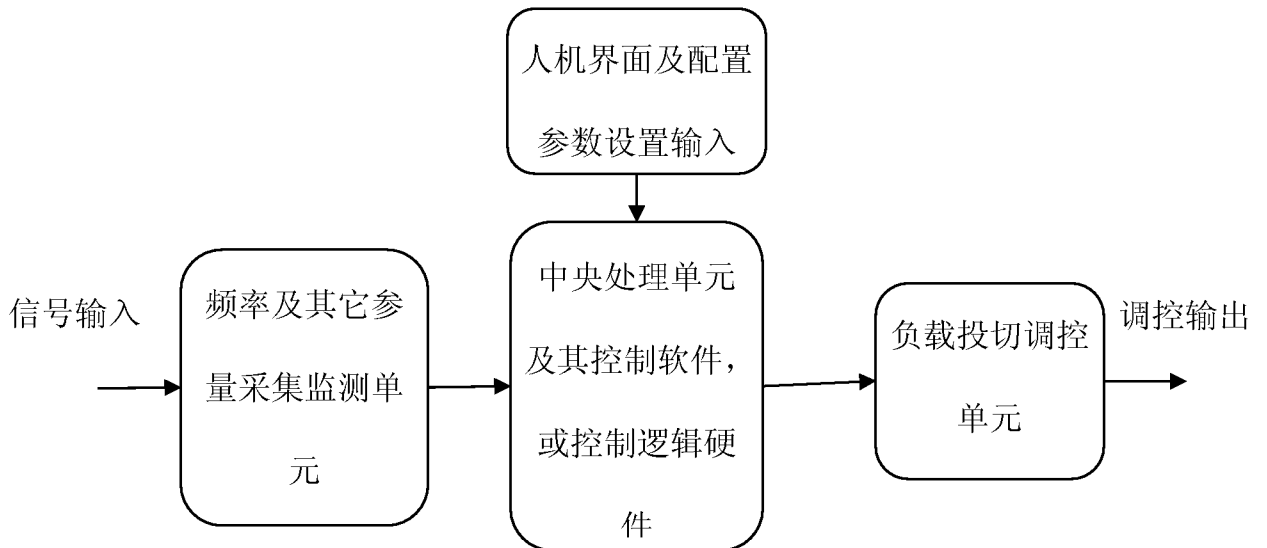 人机界面及配置
参数设置输入
信号输入
频率及其它参
量采集监测单
元
中央处理单元
及其控制软件，
或控制逻辑硬
件
负载投切调控
单元
调控输出